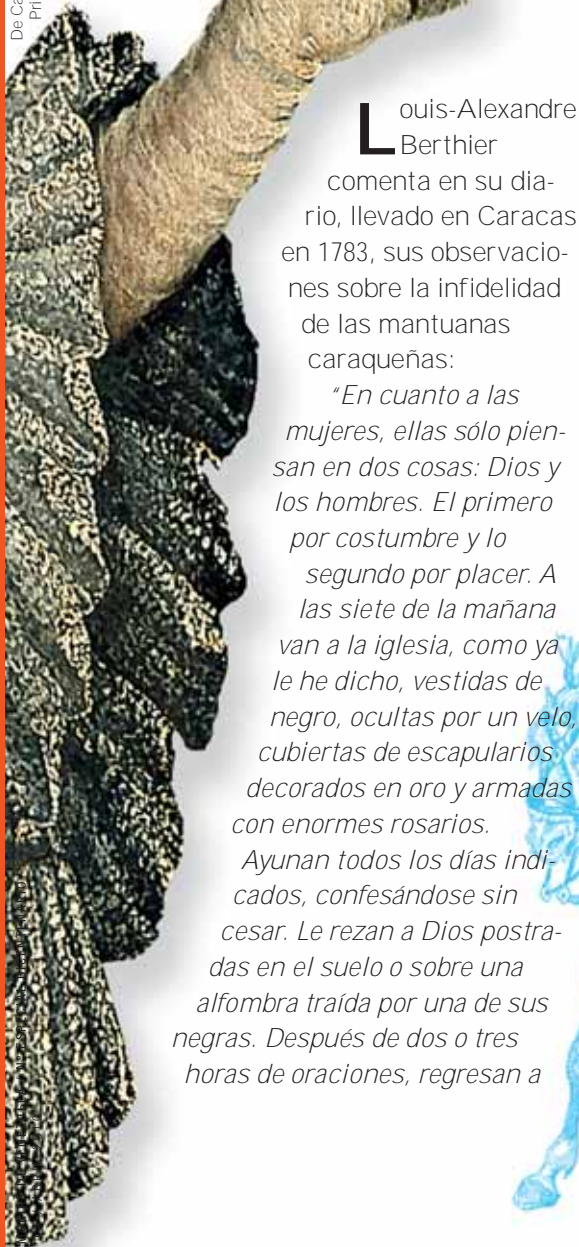 De Ca
Pri
Louis-Alexandre
Berthier
comenta en su dia-
rio, llevado en Caracas
en 1783, sus observacio-
nes sobre la infidelidad
de las mantuanas
caraqueñas:
“En cuanto a las
mujeres, ellas sólo pien-
san en dos cosas: Dios y
los hombres. El primero
por costumbre y lo
segundo por placer. A
las siete de la mañana
van a la iglesia, como ya
le he dicho, vestidas de
negro, ocultas por un velo,
cubiertas de escapularios
decorados en oro y armadas
con enormes rosarios.
Ayunan todos los días indi-
cados, confesándose sin
cesar. Le rezan a Dios postra-
das en el suelo o sobre una
alfombra traída por una de sus
negras. Después de dos o tres
horas de oraciones, regresan a